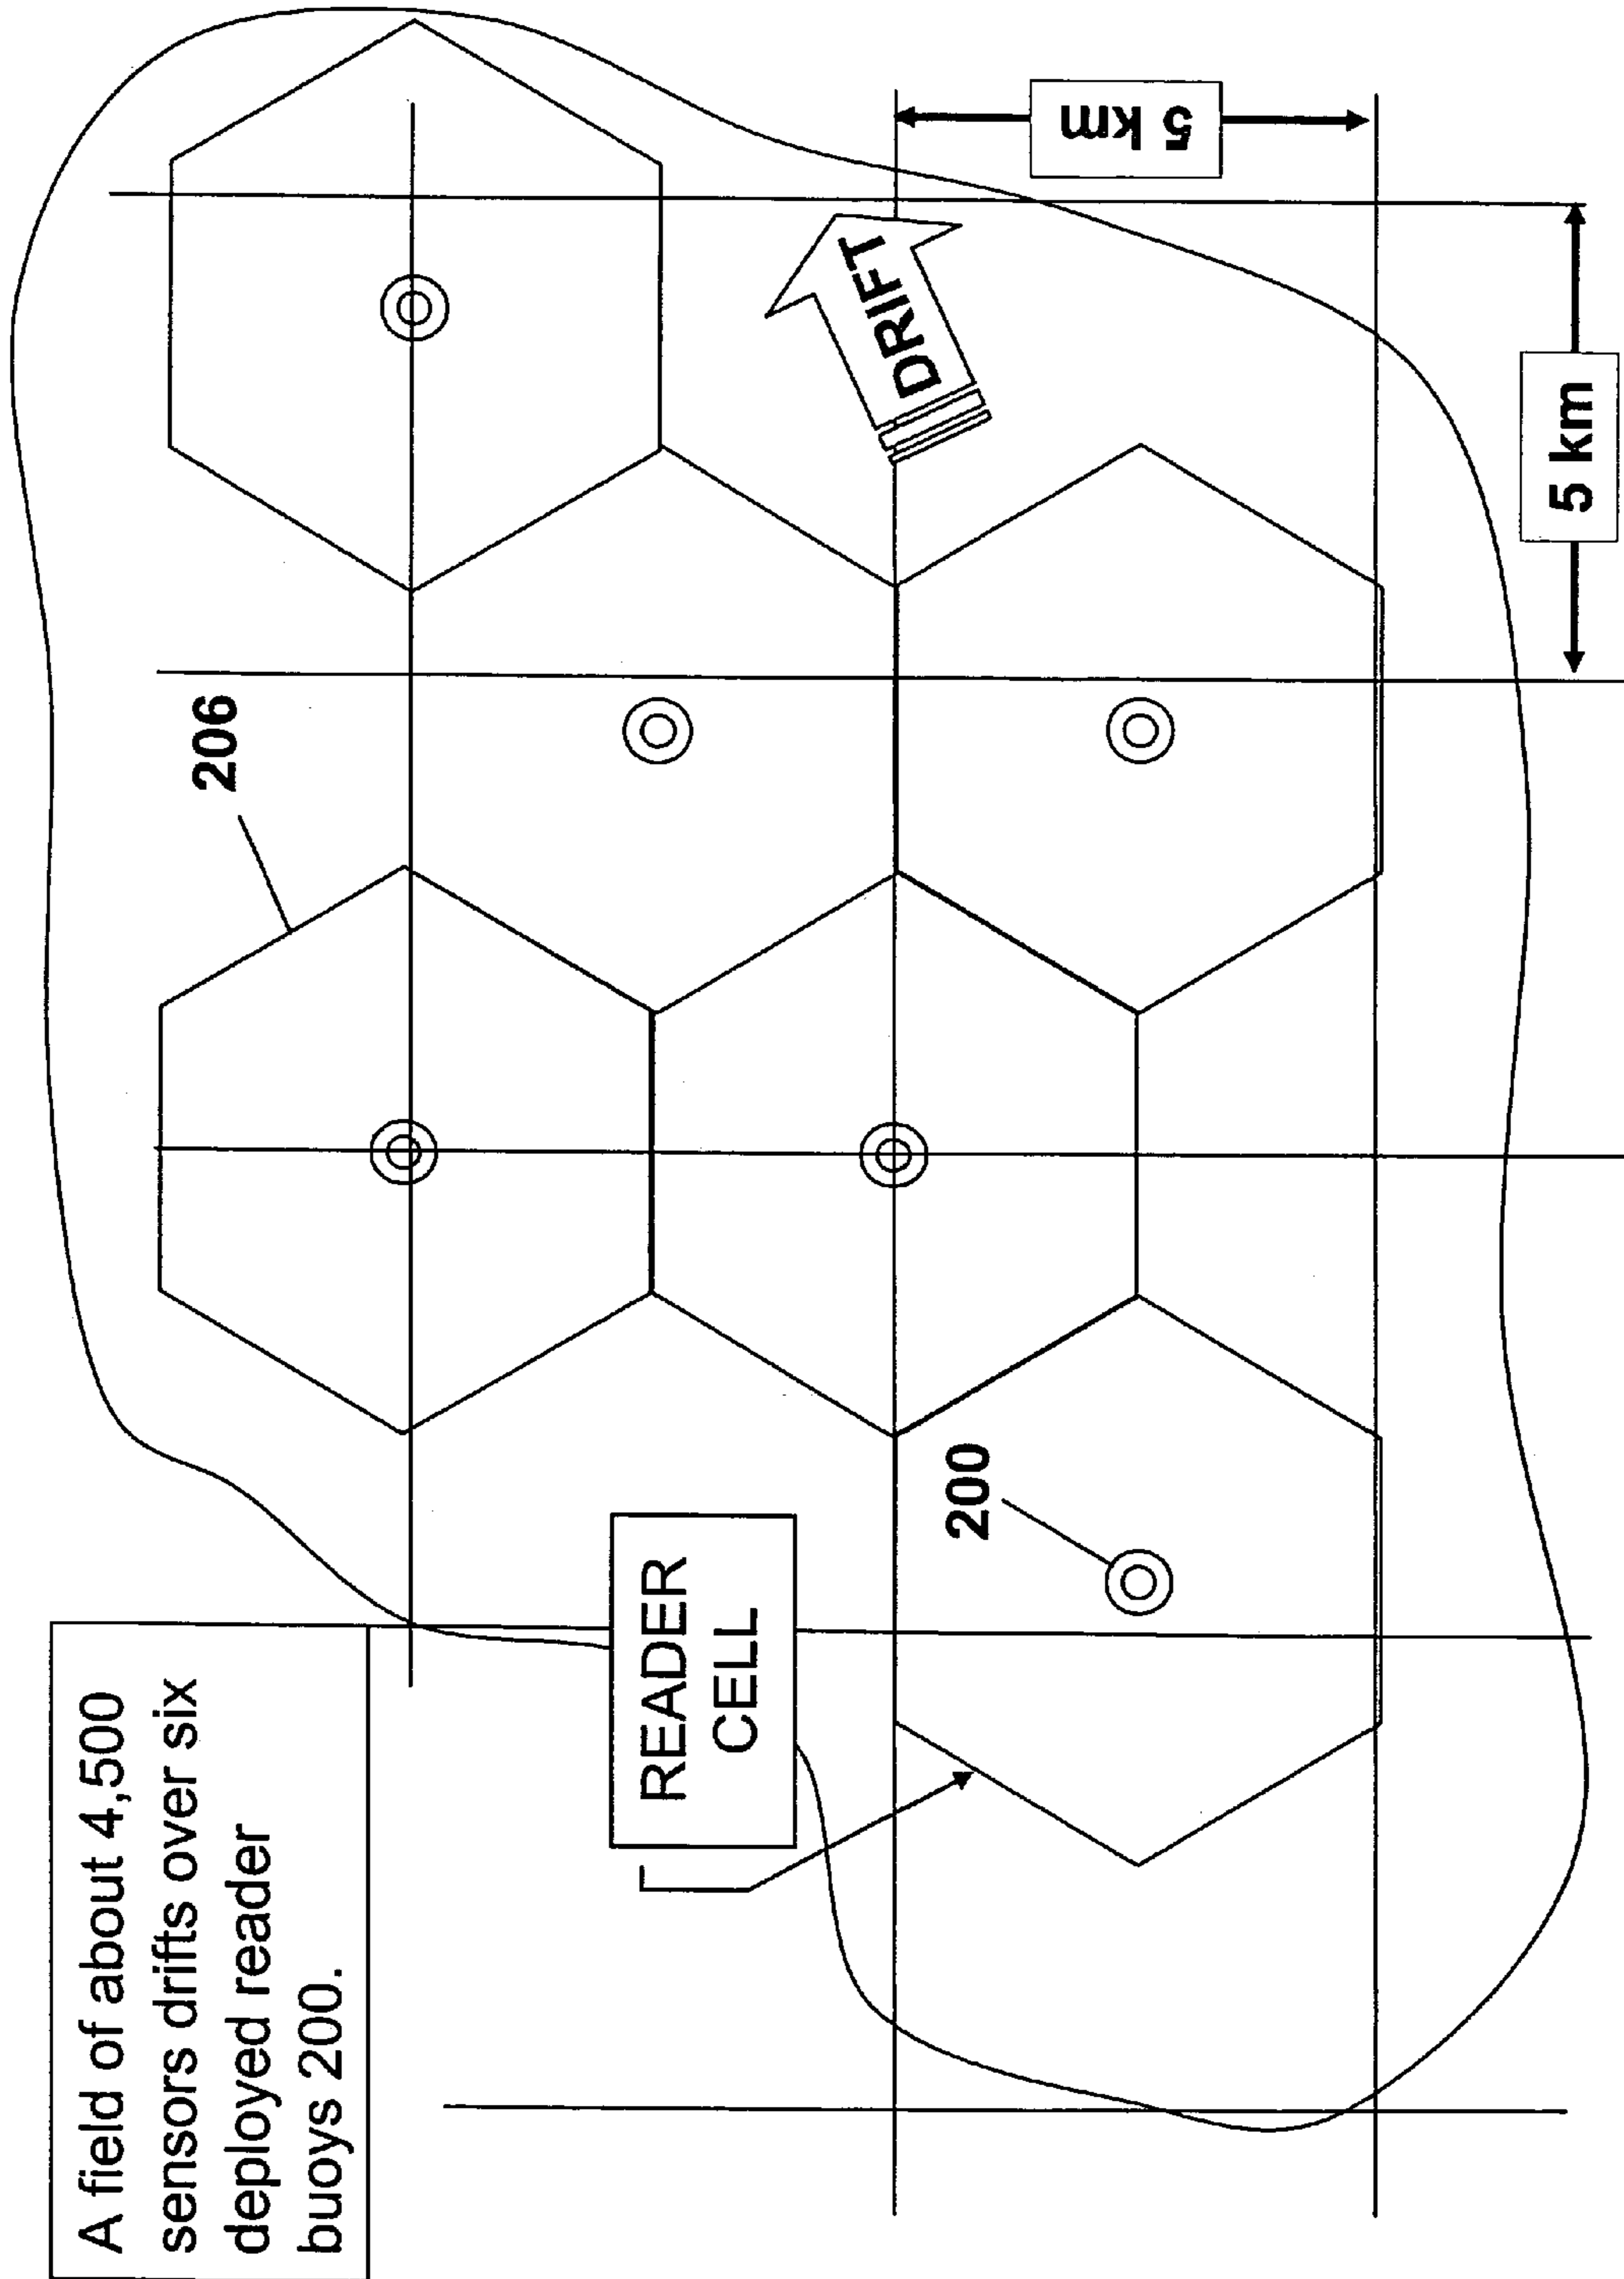 A field of about 4,500
sensors drifts over six
deployed reader
buoys 200.
READER
CELL
200
206
DRIFT
5 km
5 km